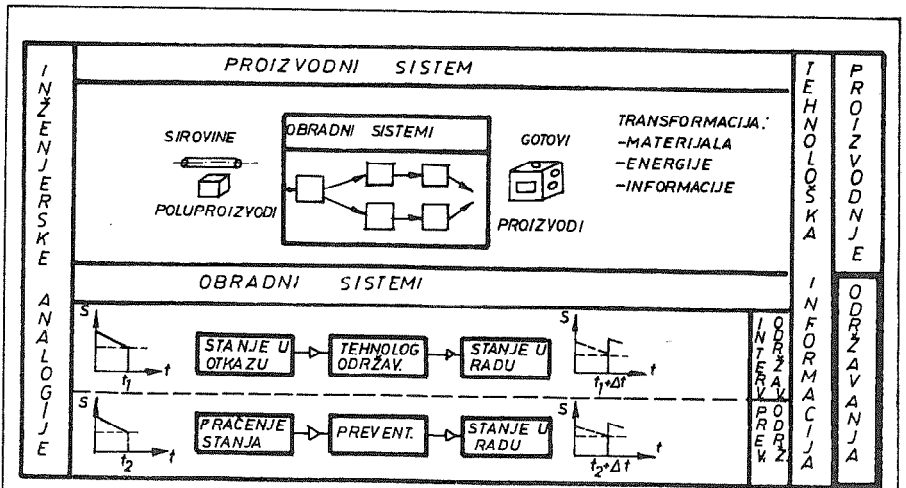 INŽENJERSKE ANALOGIJE
PROIZVODNI SISTEM
SIROVINE
POLUPROIZVODI
OBRADNI SISTEMI
GOTOVI
PROIZVODI
TRANSFORMACIJA:
-MATERIJALA
-ENERGIJE
-INFORMACIJE
OBRADNI SISTEMI
S
t
t₁
STANJE U
OTKAZU
TEHNOLOG
ODRŽAV.
STANJE U
RADU
S
t
t₁+Δt
INTERV.
ODRŽAV.
S
t
t₂
PRAČENJE
STANJA
PREVENT.
STANJE U
RADU
S
t
t₂+Δt
PREV.
ODRŽ.
TEHNOLOŠKA INFORMACIJA
PROIZVODNJE
ODRŽAVANJA